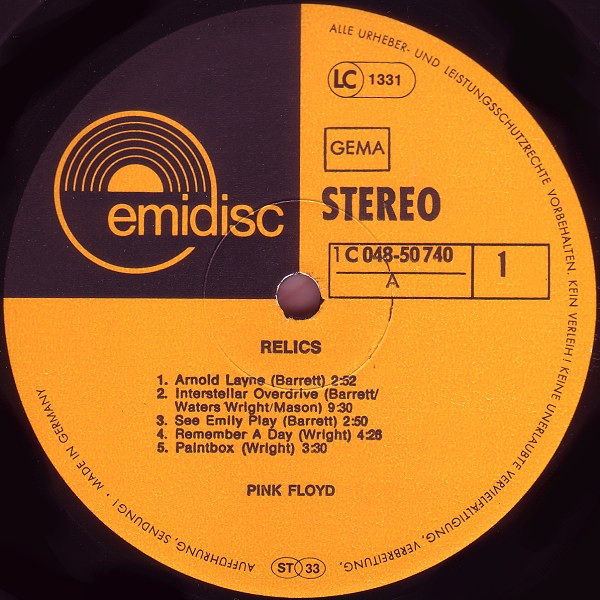 emidisc
LC 1331
GEMA
STEREO
1 C 048-50 740
A
1
RELICS
1. Arnold Layne (Barrett) 2:52
2. Interstellar Overdrive (Barrett/
Waters/Wright/Mason) 9:30
3. See Emily Play (Barrett) 2:50
4. Remember A Day (Wright) 4:26
5. Paintbox (Wright) 3:30
PINK FLOYD
ST 33
ALLE URHEBER- UND LEISTUNGSSCHUTZRECHTE VORBEHALTEN. KEIN VERLEIH! KEINE UNERLAUBTE VERVIELFÄLTIGUNG, VERBREITUNG, AUFFÜHRUNG, SENDUNG! • MADE IN GERMANY